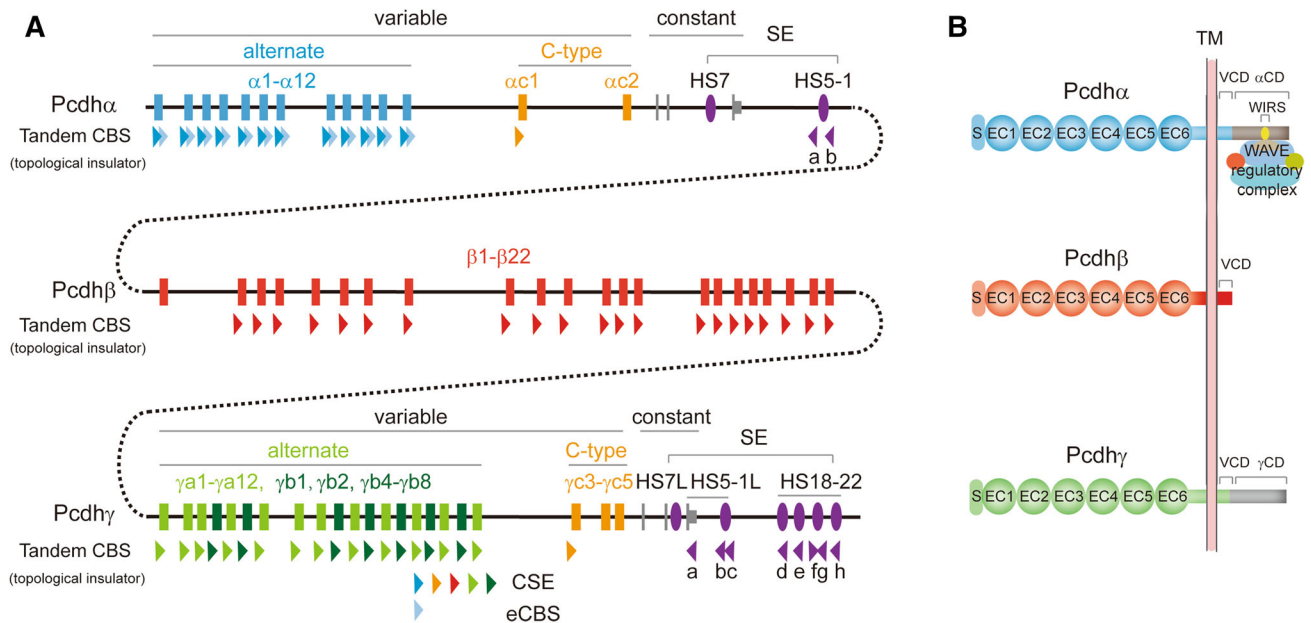 A
variable
constant
SE
alternate
C-type
α1-α12
αc1
αc2
HS7
HS5-1
Pcdhα
Tandem CBS
(topological insulator)
a b
β1-β22
Pcdhβ
Tandem CBS
(topological insulator)
variable
constant
SE
alternate
C-type
γa1-γa12, γb1, γb2, γb4-γb8
γc3-γc5
HS7L
HS5-1L
HS18-22
Pcdhγ
Tandem CBS
(topological insulator)
a bc d e fg h
CSE
eCBS
B
TM
VCD αCD
Pcdhα
WIRS
S EC1 EC2 EC3 EC4 EC5 EC6
WAVE
regulatory
complex
Pcdhβ
VCD
S EC1 EC2 EC3 EC4 EC5 EC6
Pcdhγ
VCD γCD
S EC1 EC2 EC3 EC4 EC5 EC6